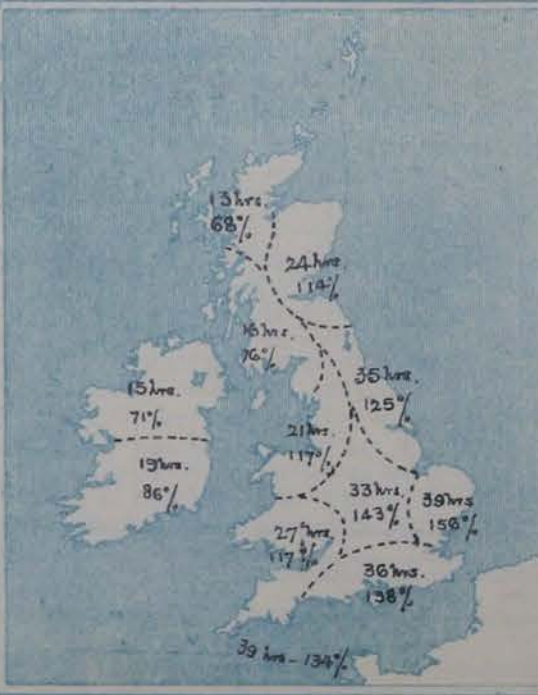 13 hrs.
68%
24 hrs.
114%
16 hrs.
76%
15 hrs.
71%
35 hrs.
125%
21 hrs.
117%
19 hrs.
86%
33 hrs.
143%
39 hrs
156%
27 hrs.
117%
36 hrs.
138%
39 hrs - 134%